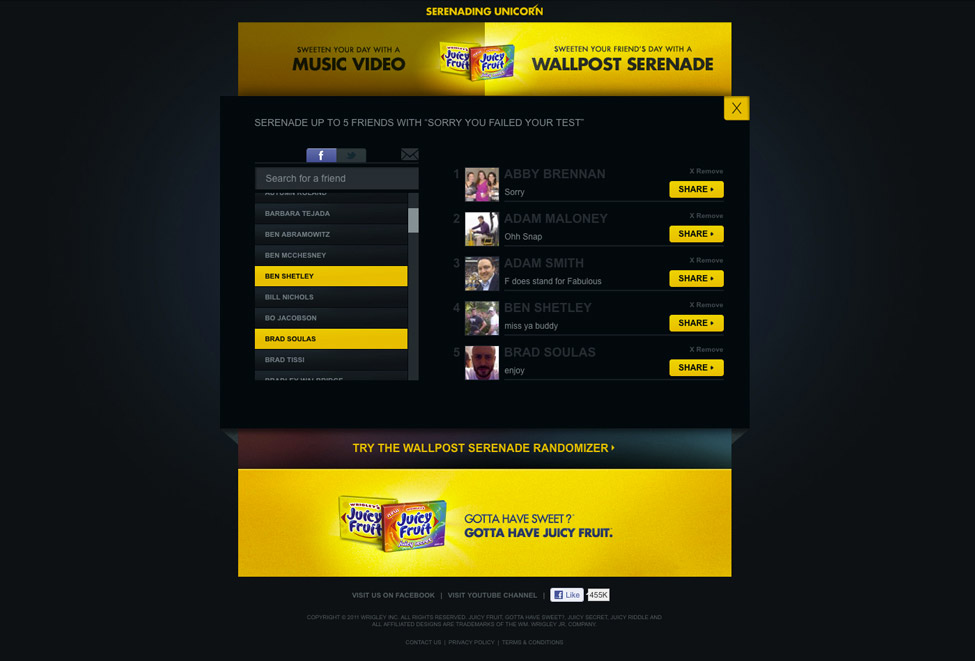 SERENADING UNICORN
SWEETEN YOUR DAY WITH A
MUSIC VIDEO
WRIGLEY'S
JUICY FRUIT
JUICY FRUIT
SWEETEN YOUR FRIEND'S DAY WITH A
WALLPOST SERENADE
X
SERENADE UP TO 5 FRIENDS WITH "SORRY YOU FAILED YOUR TEST"
f
Search for a friend
AUTUMN ROLAND
BARBARA TEJADA
BEN ABRAMOWITZ
BEN MCCHESNEY
BEN SHETLEY
BILL NICHOLS
BO JACOBSON
BRAD SOULAS
BRAD TISSI
BRADLEY WALBRIDGE
1 ABBY BRENNAN X Remove
Sorry SHARE
2 ADAM MALONEY X Remove
Ohh Snap SHARE
3 ADAM SMITH X Remove
F does stand for Fabulous SHARE
4 BEN SHETLEY X Remove
miss ya buddy SHARE
5 BRAD SOULAS X Remove
enjoy SHARE
TRY THE WALLPOST SERENADE RANDOMIZER
WRIGLEY'S
JUICY FRUIT
JUICY FRUIT
GOTTA HAVE SWEET?
GOTTA HAVE JUICY FRUIT.
VISIT US ON FACEBOOK | VISIT YOUTUBE CHANNEL | f Like 455K
COPYRIGHT © 2011 WRIGLEY INC. ALL RIGHTS RESERVED. JUICY FRUIT, GOTTA HAVE SWEET?, JUICY SECRET, JUICY RIDDLE AND
ALL AFFILIATED DESIGNS ARE TRADEMARKS OF THE WM. WRIGLEY JR. COMPANY.
CONTACT US | PRIVACY POLICY | TERMS & CONDITIONS